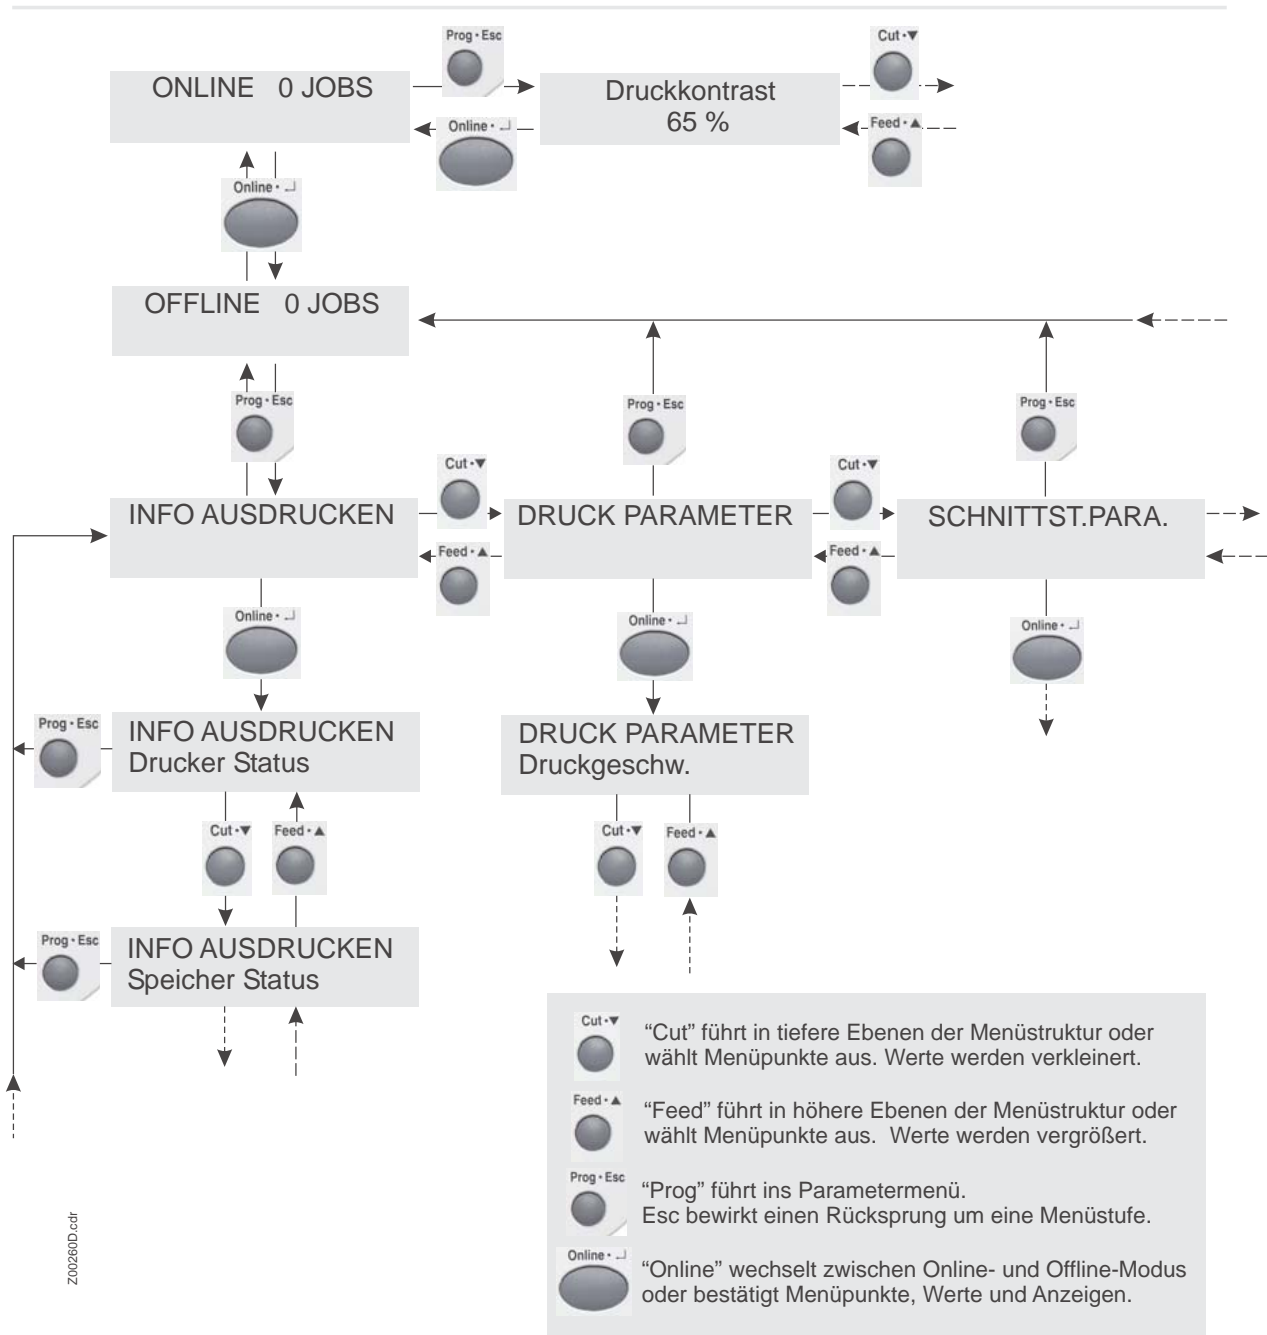 Prog • Esc
Cut • ▼
ONLINE 0 JOBS
Druckkontrast
65 %
Online • ⏎
Feed • ▲
Online • ⏎
OFFLINE 0 JOBS
Prog • Esc
Prog • Esc
Prog • Esc
Cut • ▼
Cut • ▼
INFO AUSDRUCKEN
DRUCK PARAMETER
SCHNITTST.PARA.
Feed • ▲
Feed • ▲
Online • ⏎
Online • ⏎
Online • ⏎
Prog • Esc
INFO AUSDRUCKEN
Drucker Status
DRUCK PARAMETER
Druckgeschw.
Cut • ▼
Feed • ▲
Cut • ▼
Feed • ▲
Prog • Esc
INFO AUSDRUCKEN
Speicher Status
Cut • ▼
“Cut” führt in tiefere Ebenen der Menüstruktur oder
wählt Menüpunkte aus. Werte werden verkleinert.
Feed • ▲
“Feed” führt in höhere Ebenen der Menüstruktur oder
wählt Menüpunkte aus. Werte werden vergrößert.
Prog • Esc
“Prog” führt ins Parametermenü.
Esc bewirkt einen Rücksprung um eine Menüstufe.
Online • ⏎
“Online” wechselt zwischen Online- und Offline-Modus
oder bestätigt Menüpunkte, Werte und Anzeigen.
Z00260D.cdr